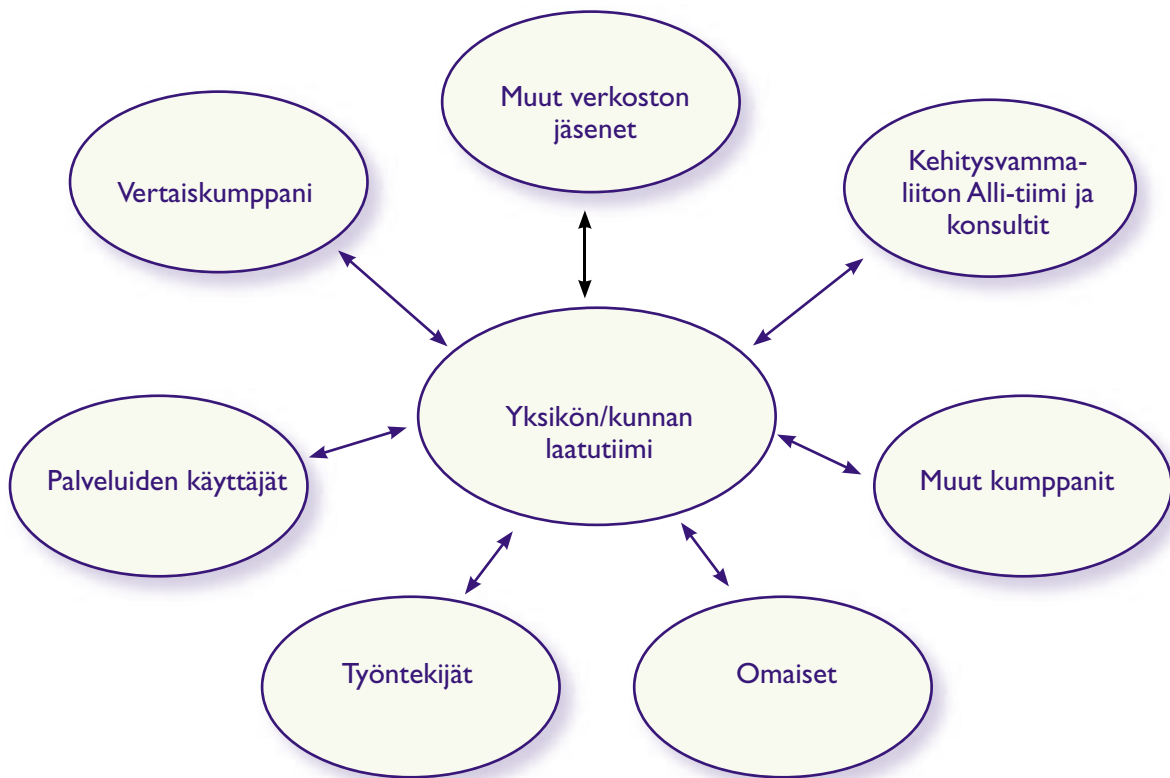 Muut verkoston
jäsenet
Vertaiskumppani
Kehitysvamma-
liiton Alli-tiimi ja
konsultit
Yksikön/kunnan
laatutiimi
Palveluiden käyttäjät
Muut kumppanit
Työntekijät
Omaiset